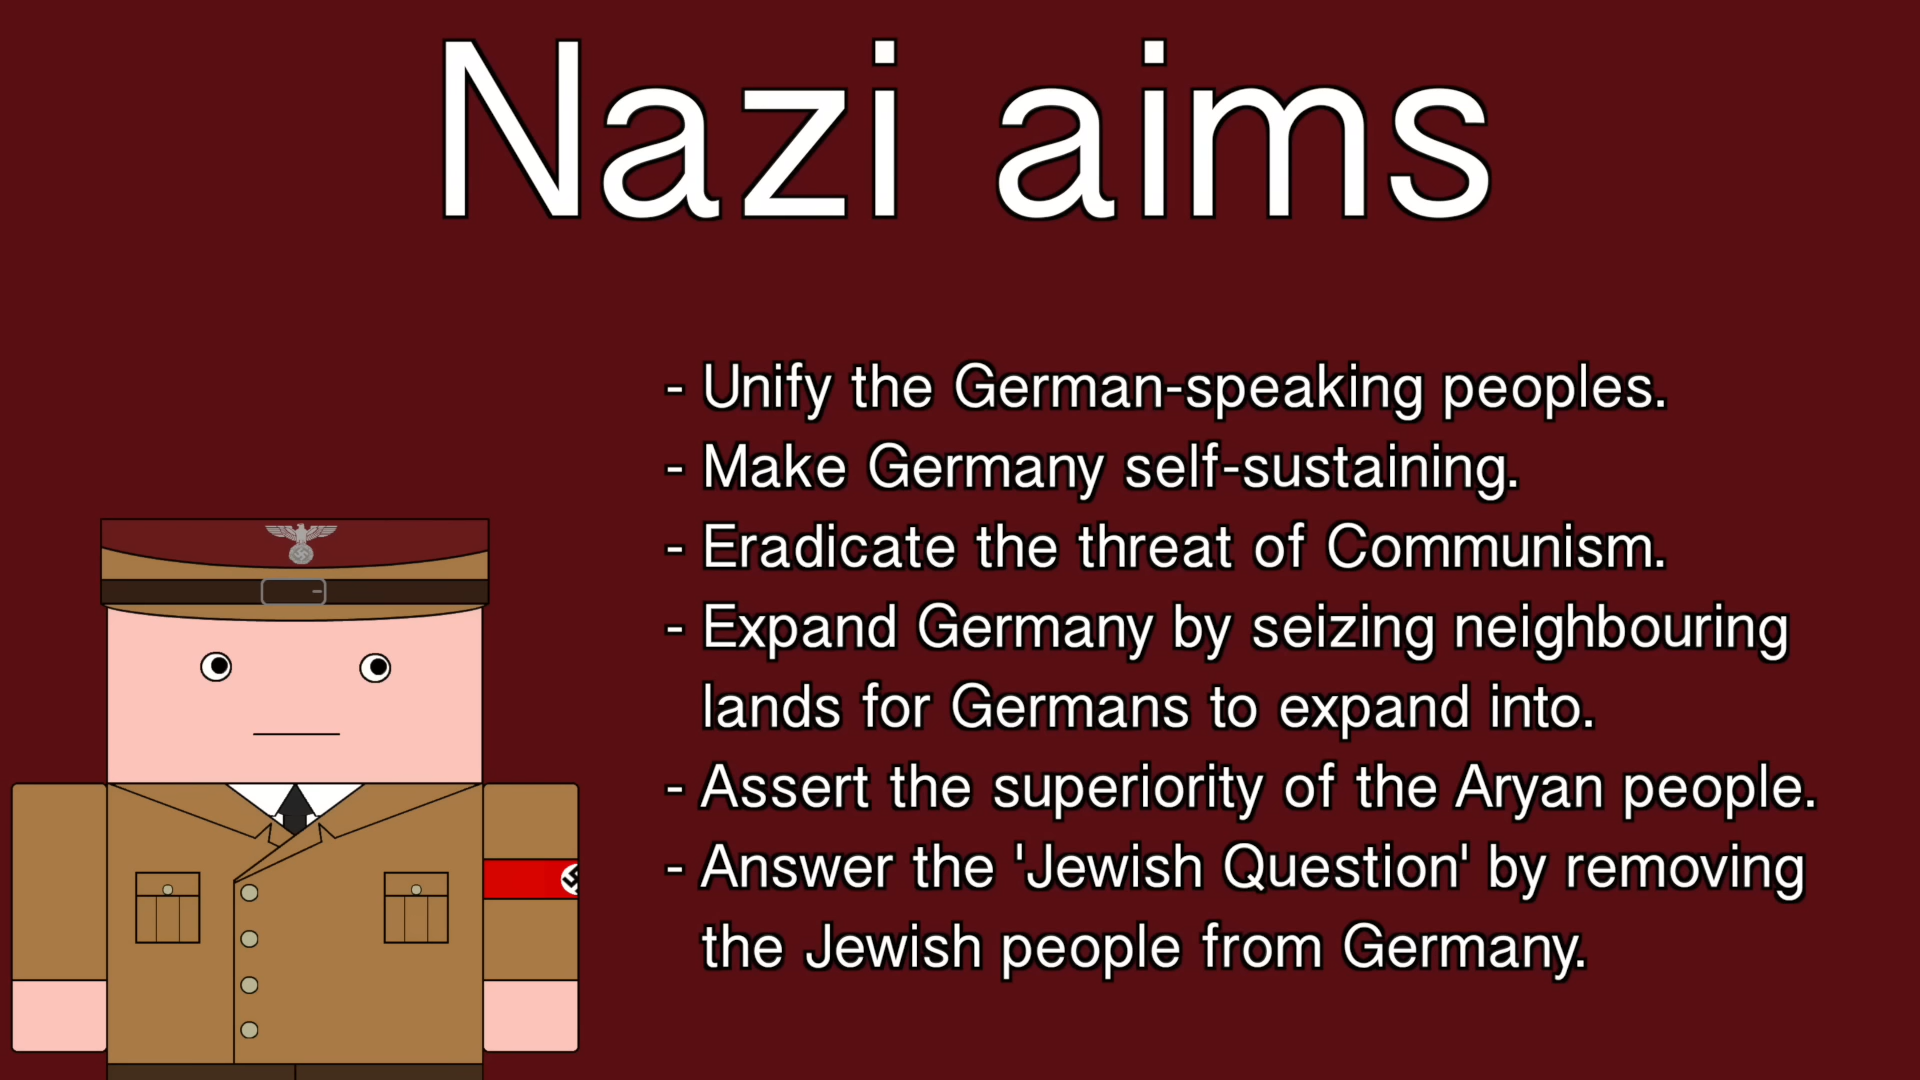 Nazi aims
- Unify the German-speaking peoples.
- Make Germany self-sustaining.
- Eradicate the threat of Communism.
- Expand Germany by seizing neighbouring
lands for Germans to expand into.
- Assert the superiority of the Aryan people.
- Answer the 'Jewish Question' by removing
the Jewish people from Germany.